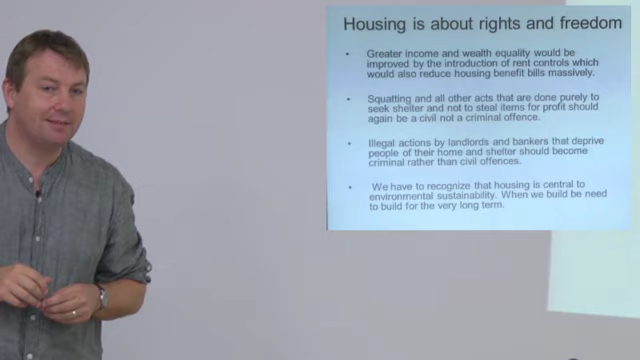 Housing is about rights and freedom
• Greater income and wealth equality would be
improved by the introduction of rent controls which
would also reduce housing benefit bills massively.
• Squatting and all other acts that are done purely to
seek shelter and not to steal items for profit should
again be a civil not a criminal offence.
• Illegal actions by landlords and bankers that deprive
people of their home and shelter should become
criminal rather than civil offences.
• We have to recognize that housing is central to
environmental sustainability. When we build be need
to build for the very long term.